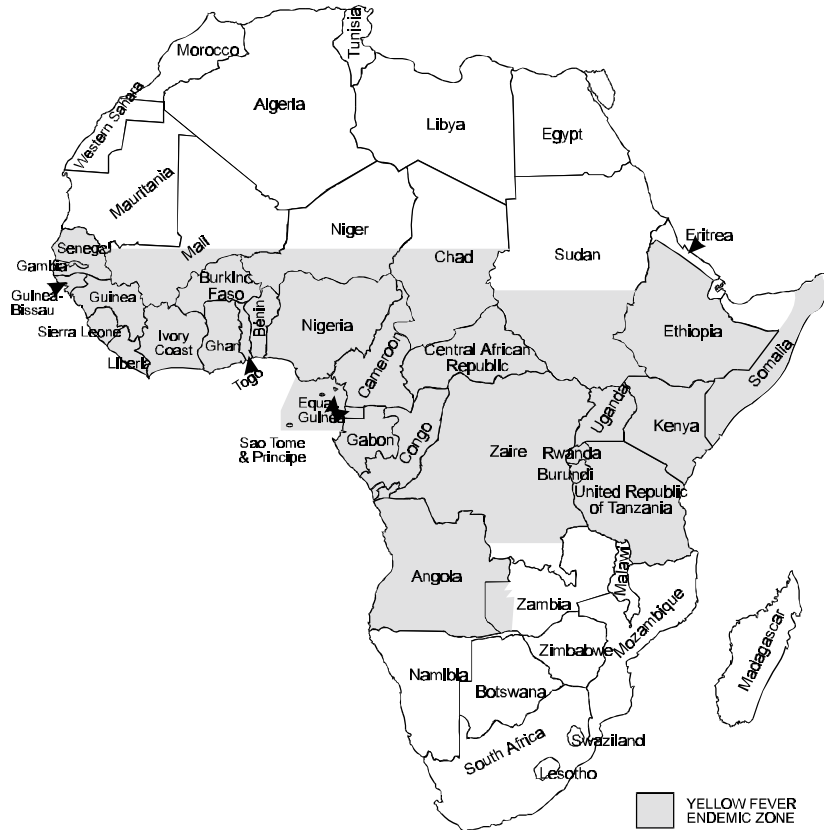 Tunisia
Morocco
Algeria
Libya
Egypt
Western Sahara
Mauritania
Mali
Niger
Chad
Sudan
Eritrea
Senegal
Gambia
Guinea-
Bissau
Guinea
Sierra Leone
Liberia
Ivory
Coast
Burkino
Faso
Ghan
Togo
Benin
Nigeria
Cameroon
Central African
Republic
Ethiopia
Somalia
Equat
Guinea
Sao Tome
& Principe
Gabon
Congo
Zaire
Uganda
Kenya
Rwanda
Burundi
United Republic
of Tanzania
Angola
Zambia
Malawi
Mozambique
Madagascar
Zimbabwe
Namibia
Botswana
South Africa
Swaziland
Lesotho
YELLOW FEVER
ENDEMIC ZONE